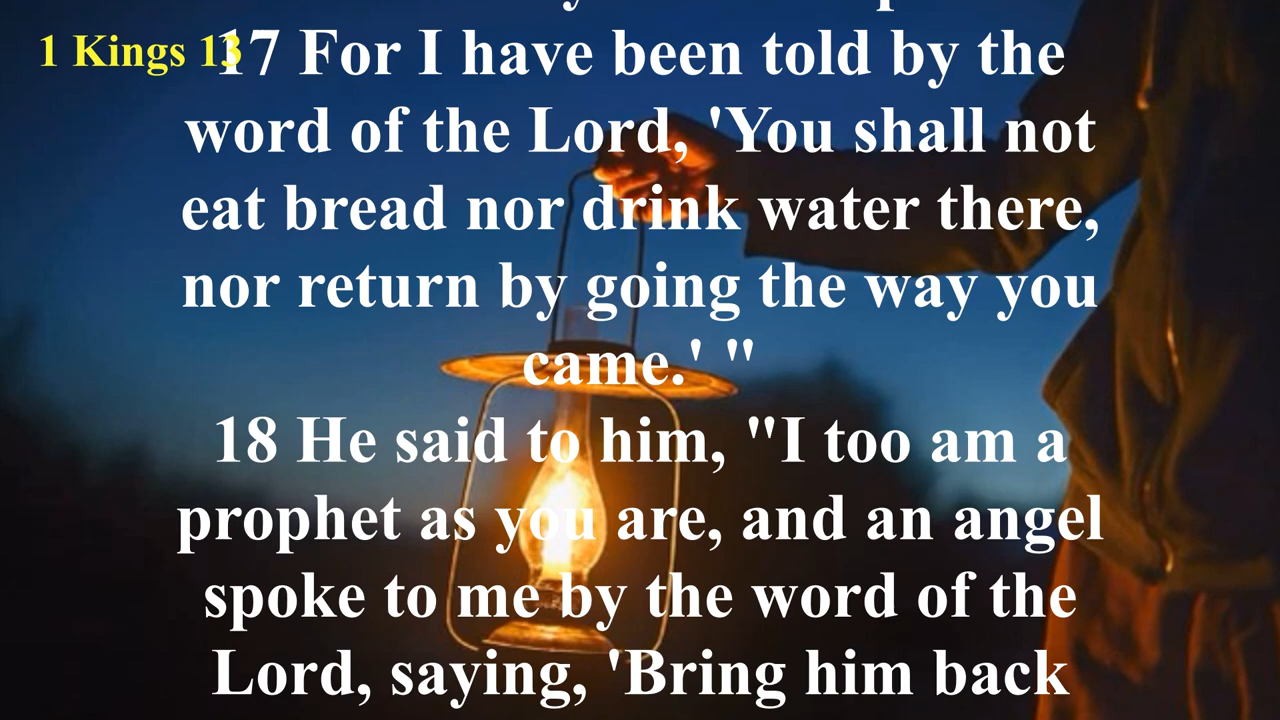 1 Kings 13
17 For I have been told by the
word of the Lord, 'You shall not
eat bread nor drink water there,
nor return by going the way you
came.' "
18 He said to him, "I too am a
prophet as you are, and an angel
spoke to me by the word of the
Lord, saying, 'Bring him back